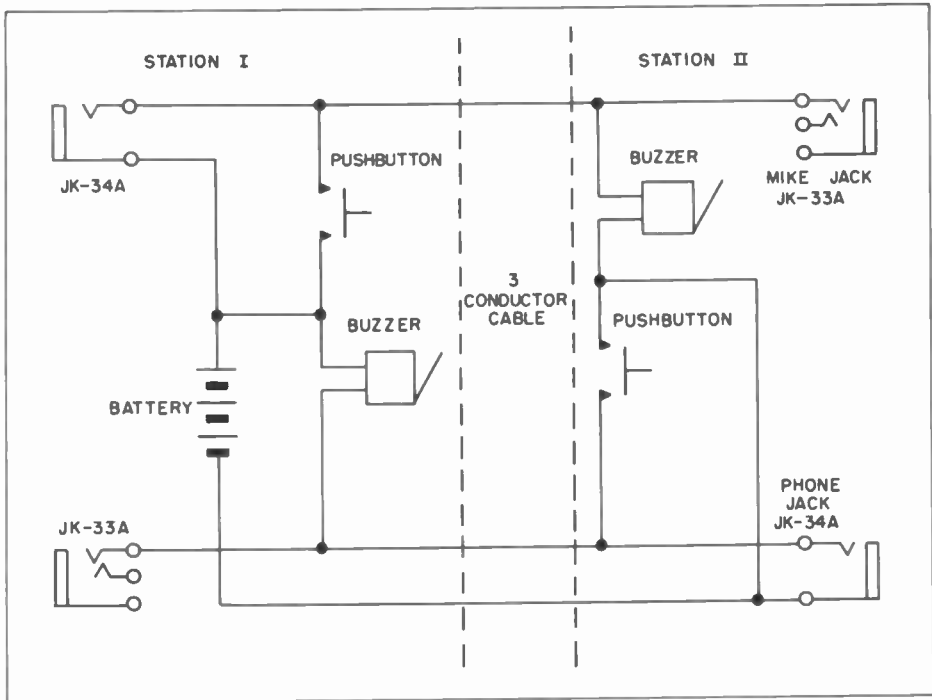 STATION I
STATION II
JK-34A
PUSHBUTTON
BUZZER
MIKE JACK
JK-33A
3
CONDUCTOR
CABLE
BUZZER
PUSHBUTTON
BATTERY
JK-33A
PHONE
JACK
JK-34A